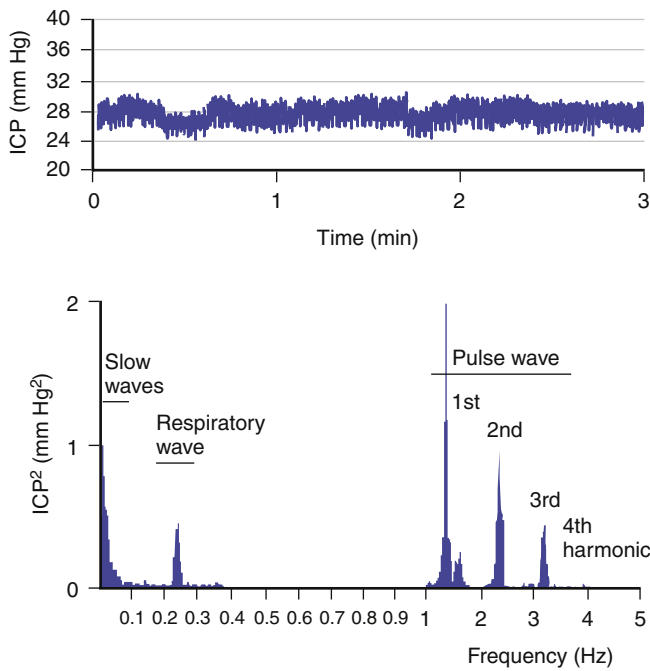 40
36
32
28
24
20
ICP (mm Hg)
0 1 2 3
Time (min)
2
1
0
ICP² (mm Hg²)
Slow
waves
Respiratory
wave
Pulse wave
1st
2nd
3rd
4th
harmonic
0.1 0.2 0.3 0.4 0.5 0.6 0.7 0.8 0.9 1 2 3 4 5
Frequency (Hz)